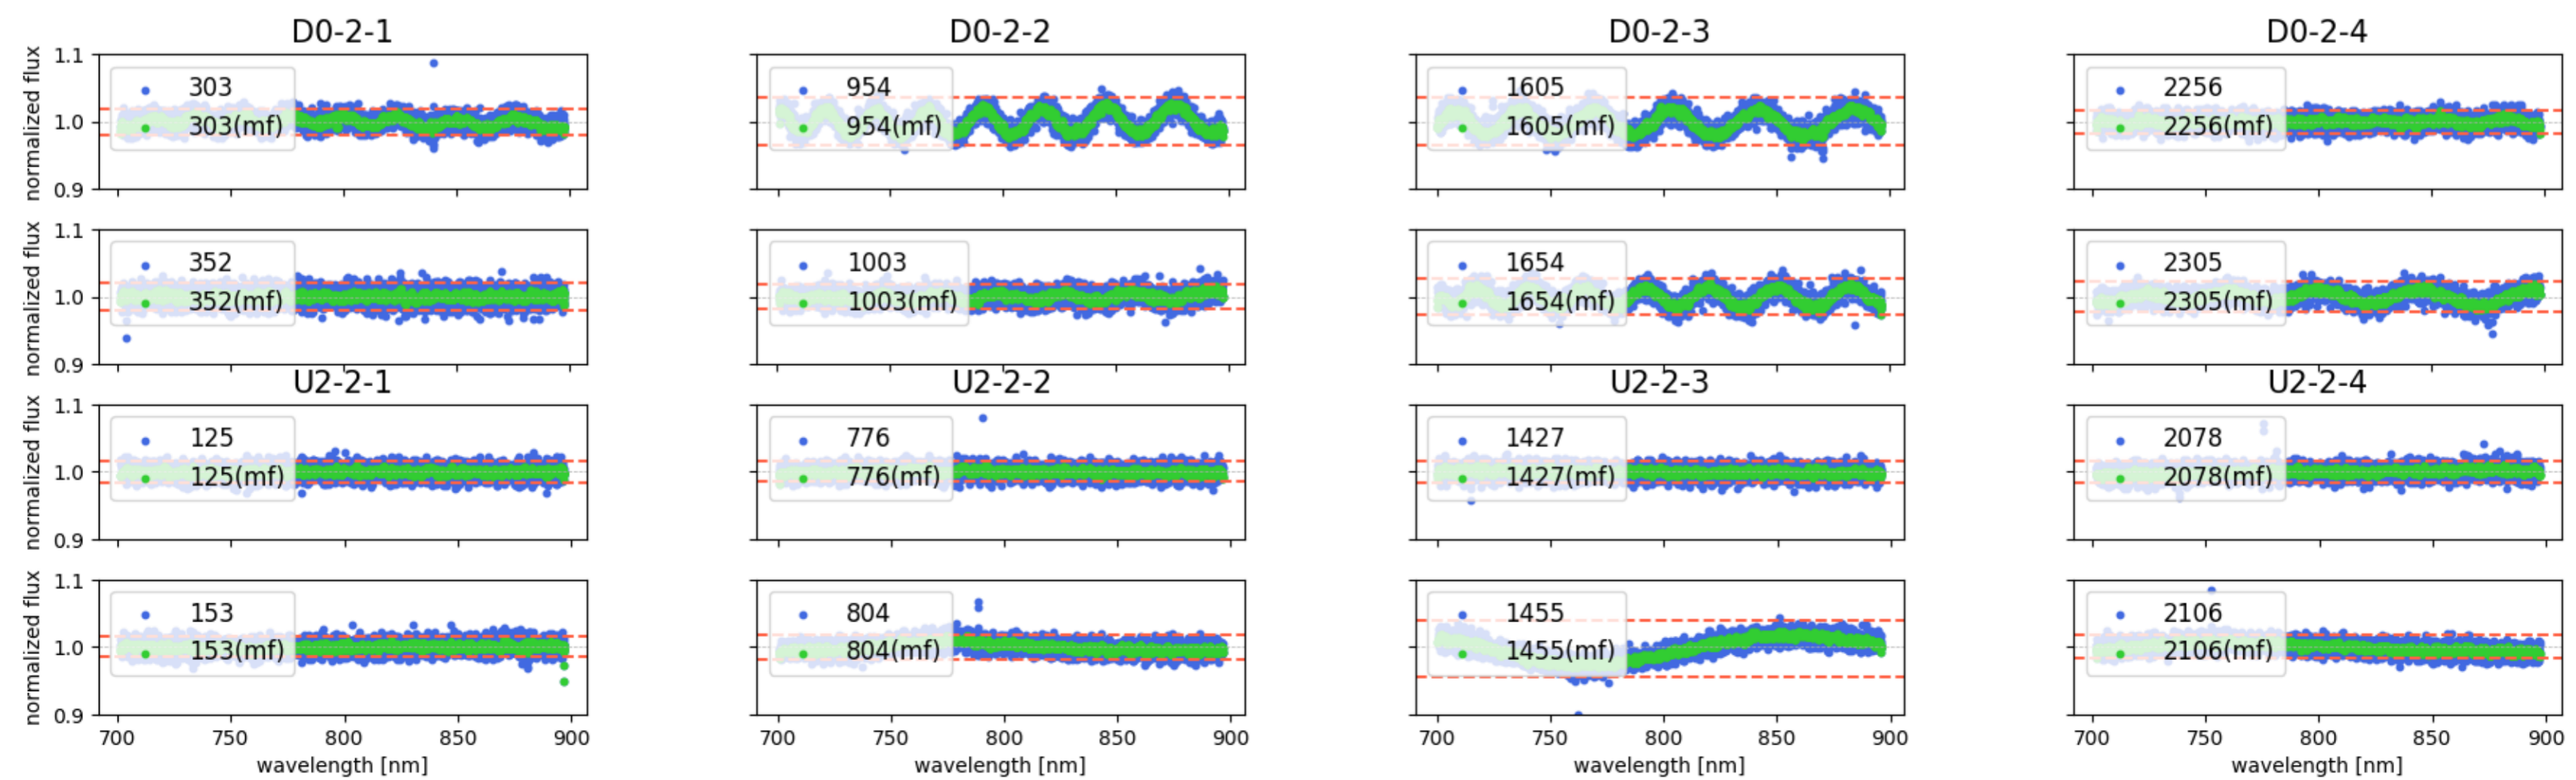 D0-2-1 D0-2-2 D0-2-3 D0-2-4
normalized flux
1.1
1.0
0.9
303
303(mf)
954
954(mf)
1605
1605(mf)
2256
2256(mf)
normalized flux
1.1
1.0
0.9
352
352(mf)
1003
1003(mf)
1654
1654(mf)
2305
2305(mf)
U2-2-1 U2-2-2 U2-2-3 U2-2-4
normalized flux
1.1
1.0
0.9
125
125(mf)
776
776(mf)
1427
1427(mf)
2078
2078(mf)
normalized flux
1.1
1.0
0.9
153
153(mf)
804
804(mf)
1455
1455(mf)
2106
2106(mf)
700 750 800 850 900 700 750 800 850 900 700 750 800 850 900 700 750 800 850 900
wavelength [nm] wavelength [nm] wavelength [nm] wavelength [nm]